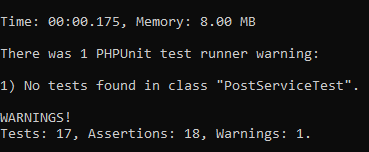 Time: 00:00.175, Memory: 8.00 MB
There was 1 PHPUnit test runner warning:
1) No tests found in class "PostServiceTest".
WARNINGS!
Tests: 17, Assertions: 18, Warnings: 1.